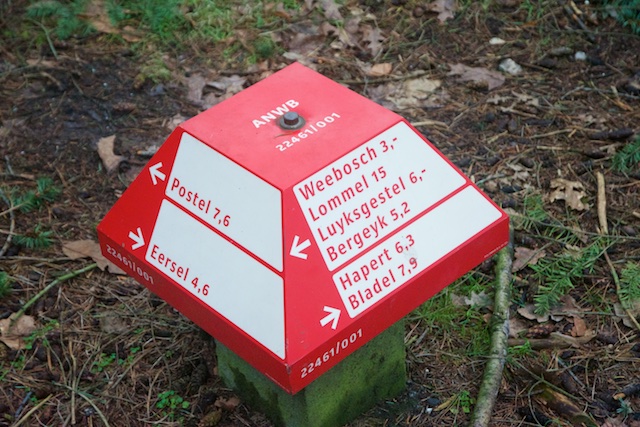 ANWB
22461/001
Postel 7,6
Eersel 4,6
22461/001
Weebosch 3,-
Lommel 15
Luyksgestel 6,-
Bergeyk 5,2
Hapert 6,3
Bladel 7,9
22461/001